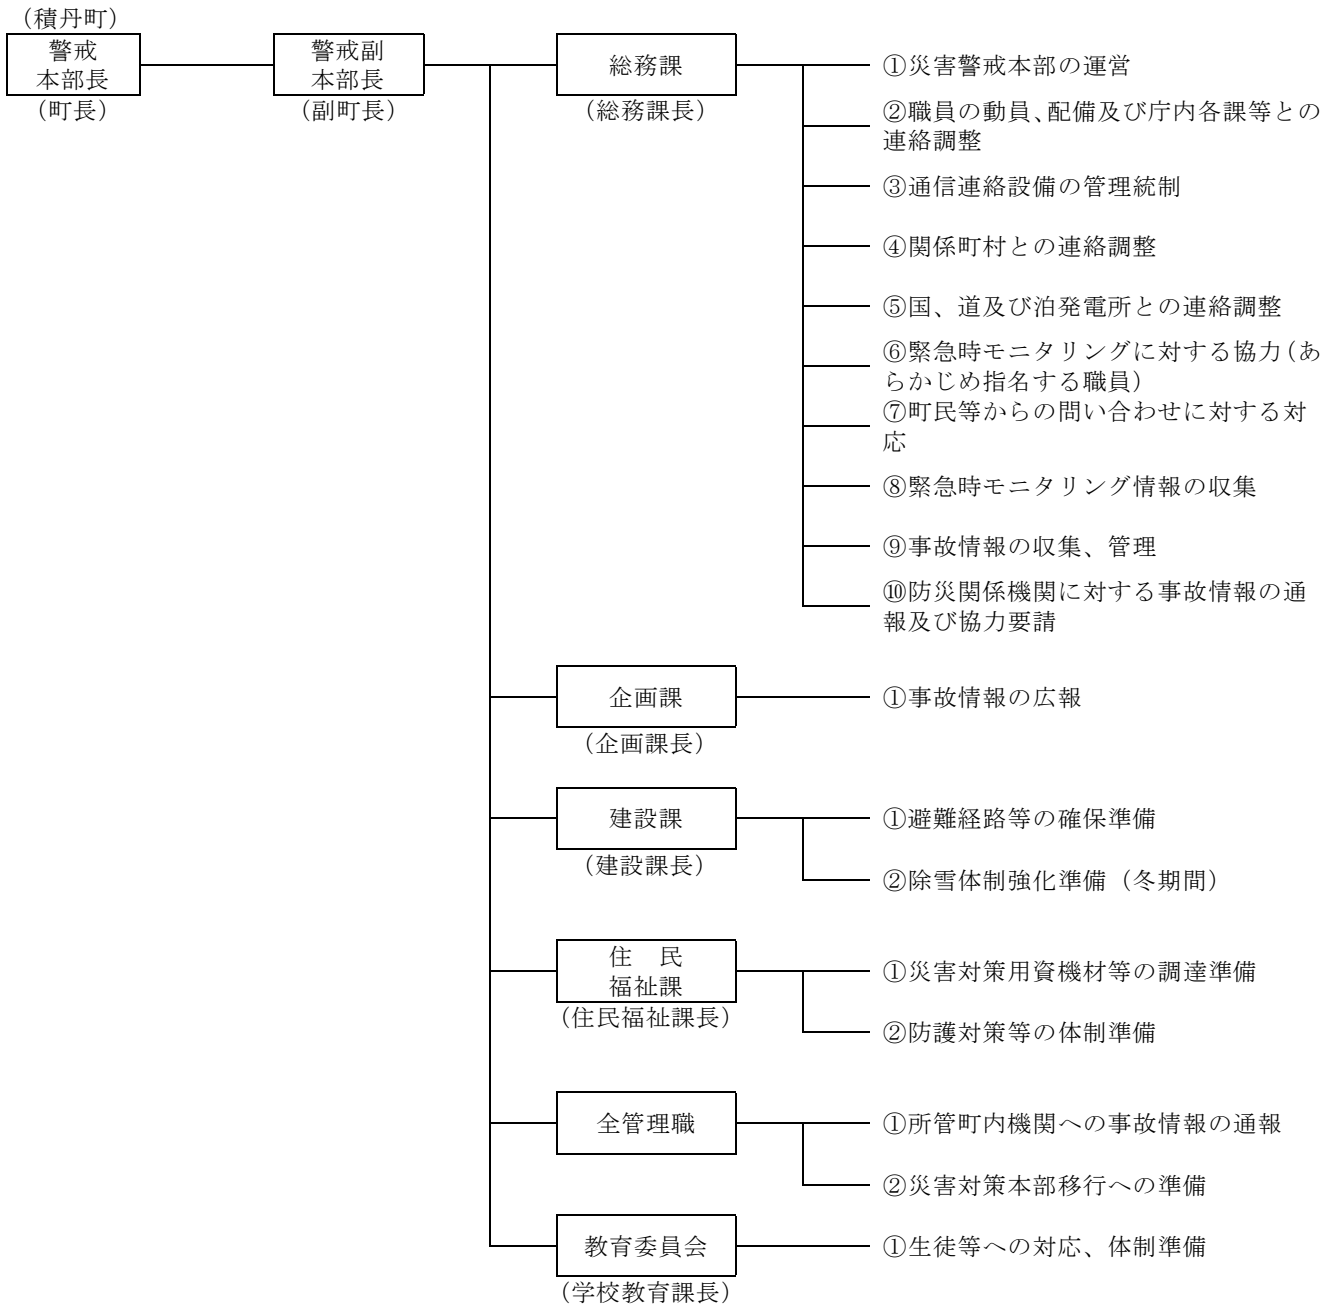 （積丹町）
警戒
本部長
（町長）
警戒副
本部長
（副町長）
総務課
（総務課長）
①災害警戒本部の運営
②職員の動員、配備及び庁内各課等との
連絡調整
③通信連絡設備の管理統制
④関係町村との連絡調整
⑤国、道及び泊発電所との連絡調整
⑥緊急時モニタリングに対する協力（あ
らかじめ指名する職員）
⑦町民等からの問い合わせに対する対
応
⑧緊急時モニタリング情報の収集
⑨事故情報の収集、管理
⑩防災関係機関に対する事故情報の通
報及び協力要請
企画課
（企画課長）
①事故情報の広報
建設課
（建設課長）
①避難経路等の確保準備
②除雪体制強化準備（冬期間）
住　民
福祉課
（住民福祉課長）
①災害対策用資機材等の調達準備
②防護対策等の体制準備
全管理職
①所管町内機関への事故情報の通報
②災害対策本部移行への準備
教育委員会
（学校教育課長）
①生徒等への対応、体制準備